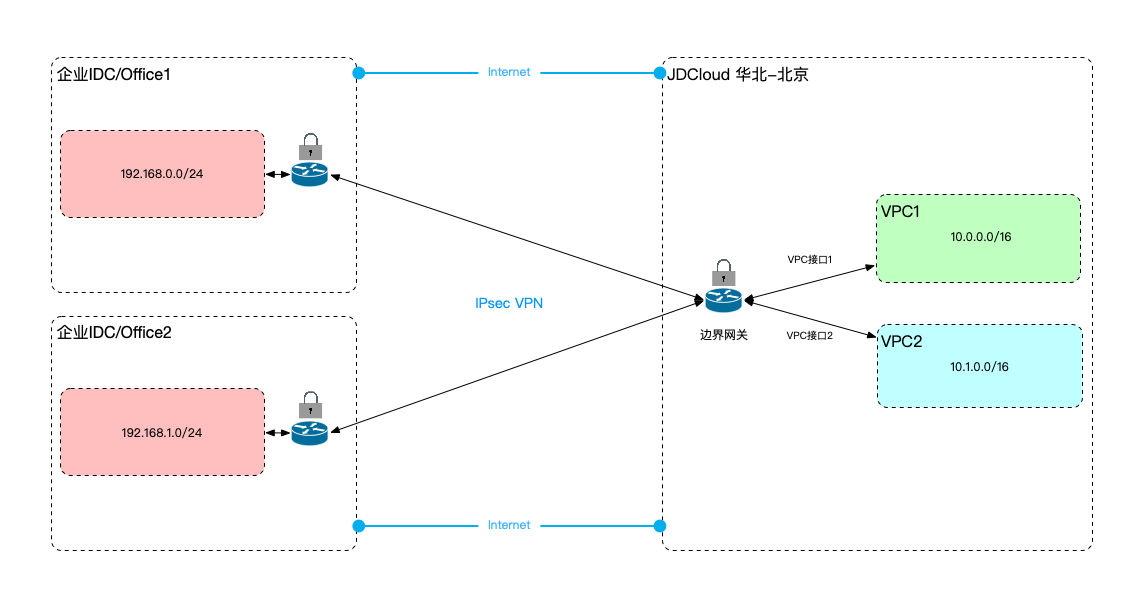 企业IDC/Office1
Internet
JDCloud 华北-北京
192.168.0.0/24
VPC1
10.0.0.0/16
VPC接口1
IPsec VPN
企业IDC/Office2
边界网关
VPC接口2
VPC2
10.1.0.0/16
192.168.1.0/24
Internet